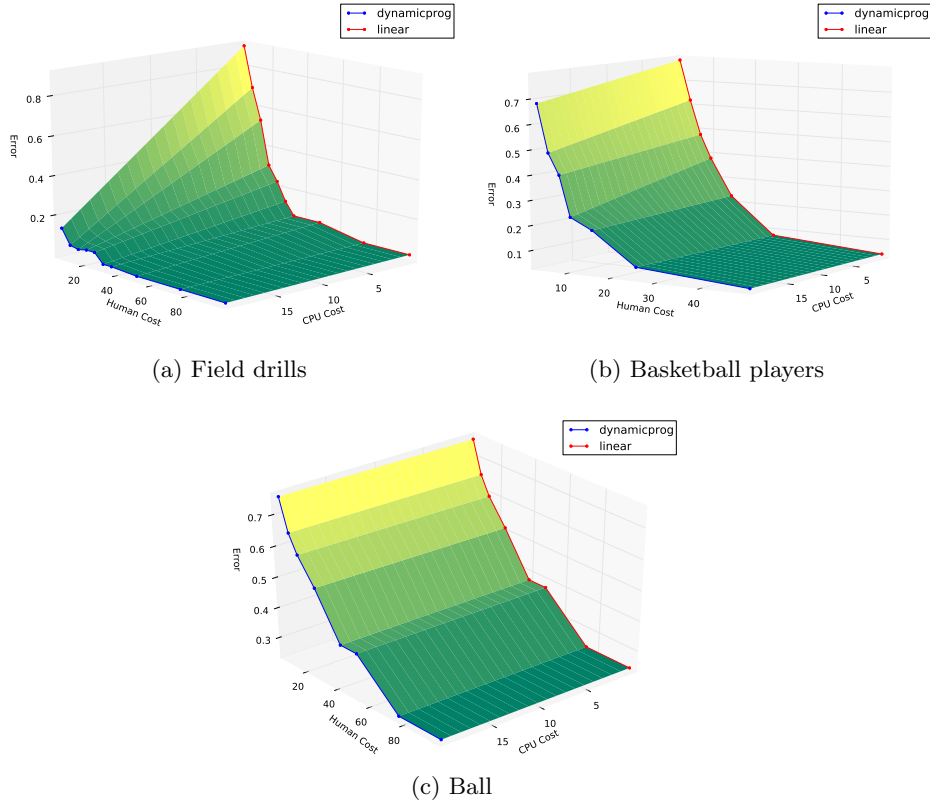 dynamicprog
linear
Error
0.8
0.6
0.4
0.2
20
40
60
80
Human Cost
15
10
5
CPU Cost
(a) Field drills
dynamicprog
linear
Error
0.7
0.6
0.5
0.4
0.3
0.2
0.1
10
20
30
40
Human Cost
15
10
5
CPU Cost
(b) Basketball players
dynamicprog
linear
Error
0.7
0.6
0.5
0.4
0.3
20
40
60
80
Human Cost
15
10
5
CPU Cost
(c) Ball